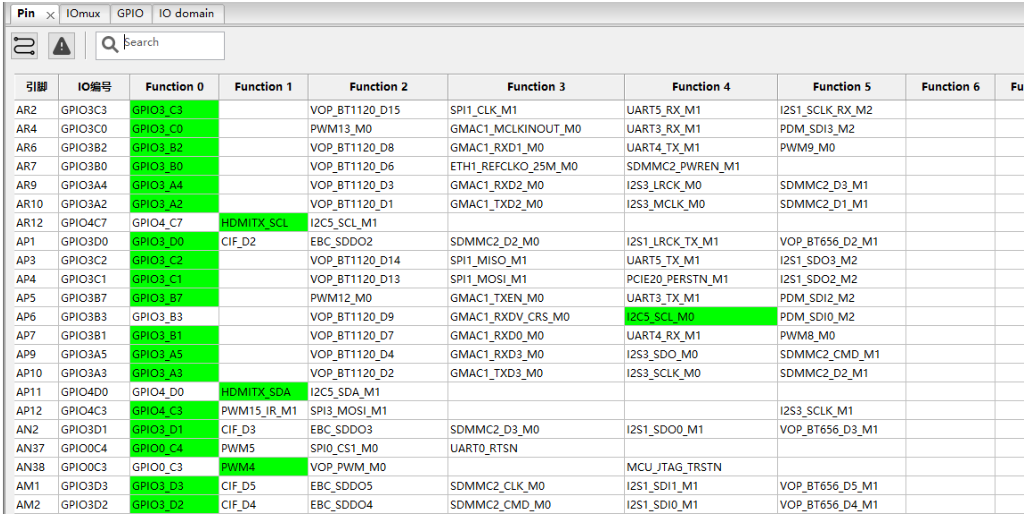 Pin IOmux GPIO IO domain
Search
引脚 IO编号 Function 0 Function 1 Function 2 Function 3 Function 4 Function 5 Function 6 Fu
AR2 GPIO3C3 GPIO3_C3 VOP_BT1120_D15 SPI1_CLK_M1 UART5_RX_M1 I2S1_SCLK_RX_M2
AR4 GPIO3C0 GPIO3_C0 PWM13_M0 GMAC1_MCLKINOUT_M0 UART3_RX_M1 PDM_SDI3_M2
AR6 GPIO3B2 GPIO3_B2 VOP_BT1120_D8 GMAC1_RXD1_M0 UART4_TX_M1 PWM9_M0
AR7 GPIO3B0 GPIO3_B0 VOP_BT1120_D6 ETH1_REFCLKO_25M_M0 SDMMC2_PWREN_M1
AR9 GPIO3A4 GPIO3_A4 VOP_BT1120_D3 GMAC1_RXD2_M0 I2S3_LRCK_M0 SDMMC2_D3_M1
AR10 GPIO3A2 GPIO3_A2 VOP_BT1120_D1 GMAC1_TXD2_M0 I2S3_MCLK_M0 SDMMC2_D1_M1
AR12 GPIO4C7 GPIO4_C7 HDMITX_SCL I2C5_SCL_M1
AP1 GPIO3D0 GPIO3_D0 CIF_D2 EBC_SDDO2 SDMMC2_D2_M0 I2S1_LRCK_TX_M1 VOP_BT656_D2_M1
AP3 GPIO3C2 GPIO3_C2 VOP_BT1120_D14 SPI1_MISO_M1 UART5_TX_M1 I2S1_SDO3_M2
AP4 GPIO3C1 GPIO3_C1 VOP_BT1120_D13 SPI1_MOSI_M1 PCIE20_PERSTN_M1 I2S1_SDO2_M2
AP5 GPIO3B7 GPIO3_B7 PWM12_M0 GMAC1_TXEN_M0 UART3_TX_M1 PDM_SDI2_M2
AP6 GPIO3B3 GPIO3_B3 VOP_BT1120_D9 GMAC1_RXDV_CRS_M0 I2C5_SCL_M0 PDM_SDI0_M2
AP7 GPIO3B1 GPIO3_B1 VOP_BT1120_D7 GMAC1_RXD0_M0 UART4_RX_M1 PWM8_M0
AP9 GPIO3A5 GPIO3_A5 VOP_BT1120_D4 GMAC1_RXD3_M0 I2S3_SDO_M0 SDMMC2_CMD_M1
AP10 GPIO3A3 GPIO3_A3 VOP_BT1120_D2 GMAC1_TXD3_M0 I2S3_SCLK_M0 SDMMC2_D2_M1
AP11 GPIO4D0 GPIO4_D0 HDMITX_SDA I2C5_SDA_M1
AP12 GPIO4C3 GPIO4_C3 PWM15_IR_M1 SPI3_MOSI_M1 I2S3_SCLK_M1
AN2 GPIO3D1 GPIO3_D1 CIF_D3 EBC_SDDO3 SDMMC2_D3_M0 I2S1_SDO0_M1 VOP_BT656_D3_M1
AN37 GPIO0C4 GPIO0_C4 PWM5 SPI0_CS1_M0 UART0_RTSN
AN38 GPIO0C3 GPIO0_C3 PWM4 VOP_PWM_M0 MCU_JTAG_TRSTN
AM1 GPIO3D3 GPIO3_D3 CIF_D5 EBC_SDDO5 SDMMC2_CLK_M0 I2S1_SDI1_M1 VOP_BT656_D5_M1
AM2 GPIO3D2 GPIO3_D2 CIF_D4 EBC_SDDO4 SDMMC2_CMD_M0 I2S1_SDI0_M1 VOP_BT656_D4_M1